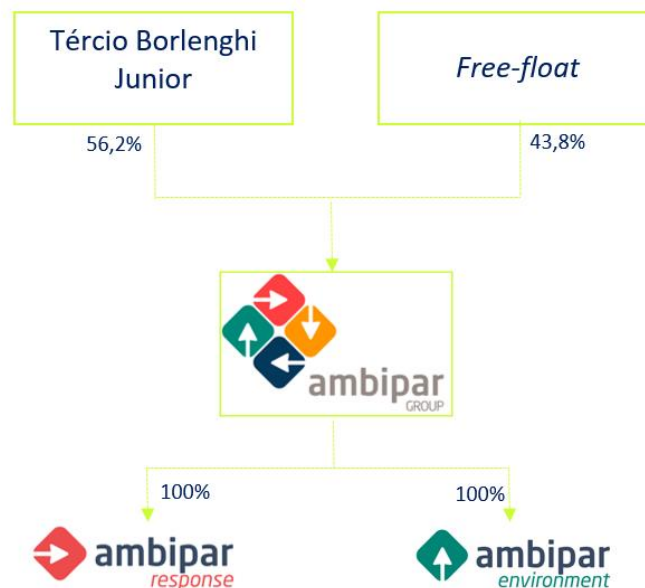 Tércio Borlenghi
Junior
Free-float
56,2%
43,8%
ambipar
GROUP
100%
100%
ambipar
response
ambipar
environment